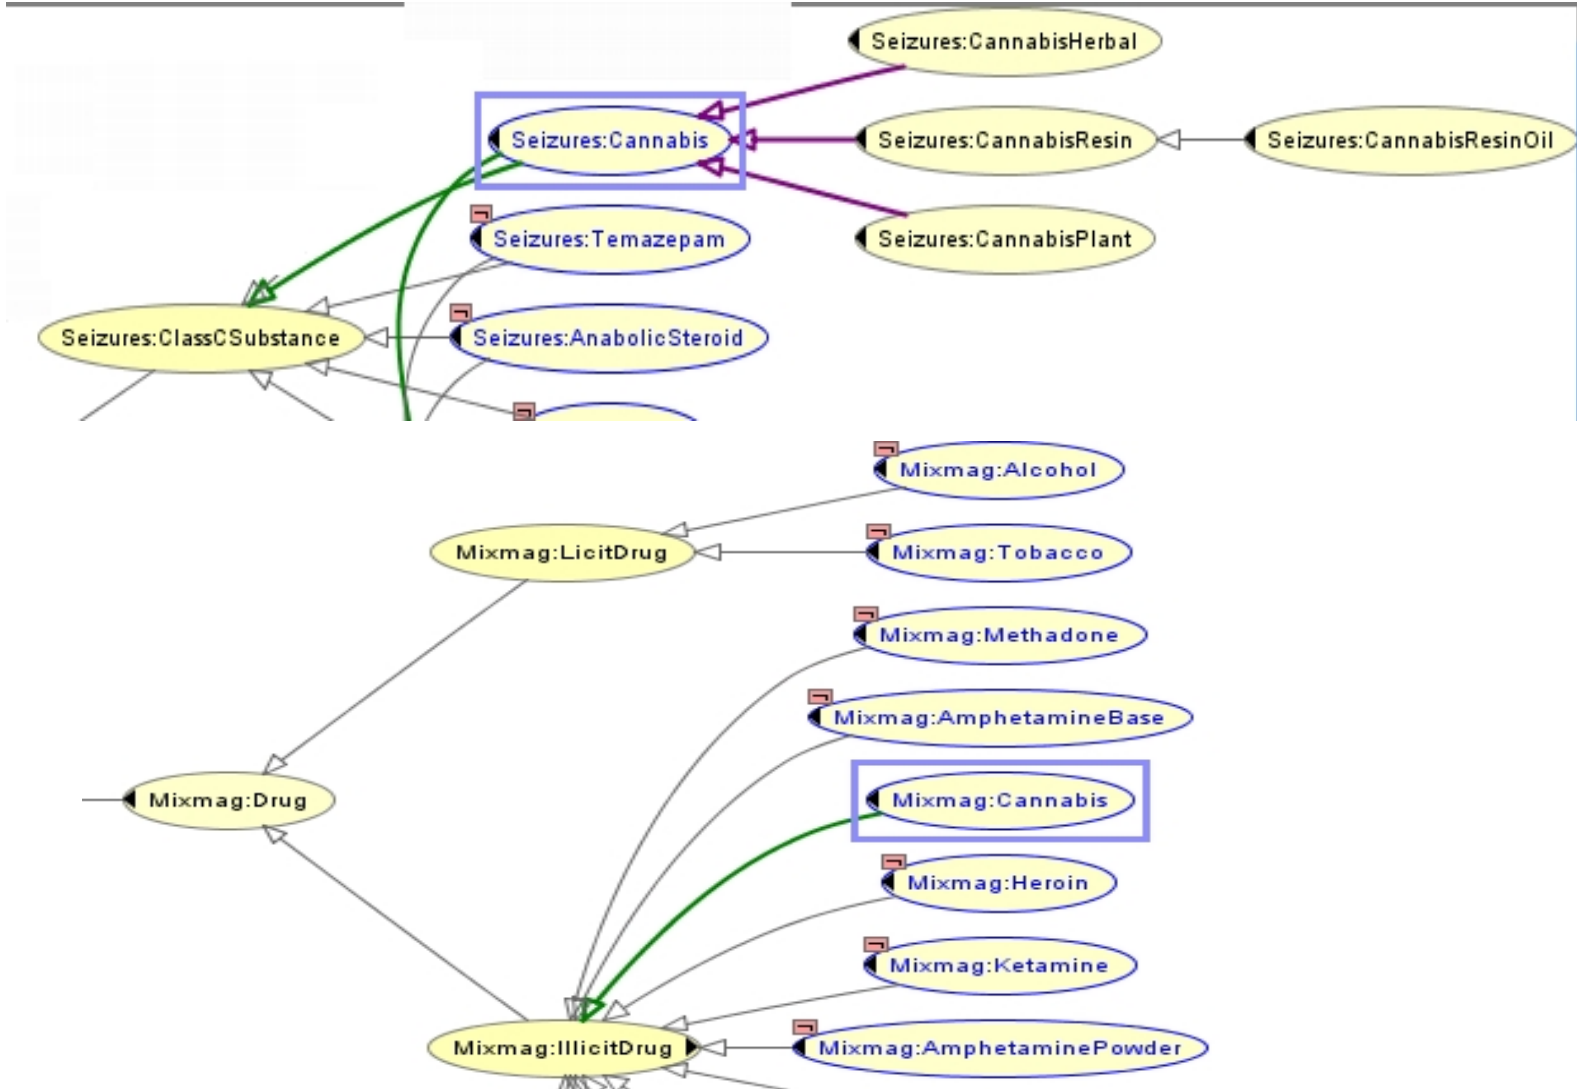 Seizures:CannabisHerbal
Seizures:Cannabis
Seizures:CannabisResin
Seizures:CannabisResinOil
Seizures:Temazepam
Seizures:CannabisPlant
Seizures:ClassCSubstance
Seizures:AnabolicSteroid
Mixmag:Alcohol
Mixmag:LicitDrug
Mixmag:Tobacco
Mixmag:Methadone
Mixmag:AmphetamineBase
Mixmag:Drug
Mixmag:Cannabis
Mixmag:Heroin
Mixmag:Ketamine
Mixmag:IllicitDrug
Mixmag:AmphetaminePowder